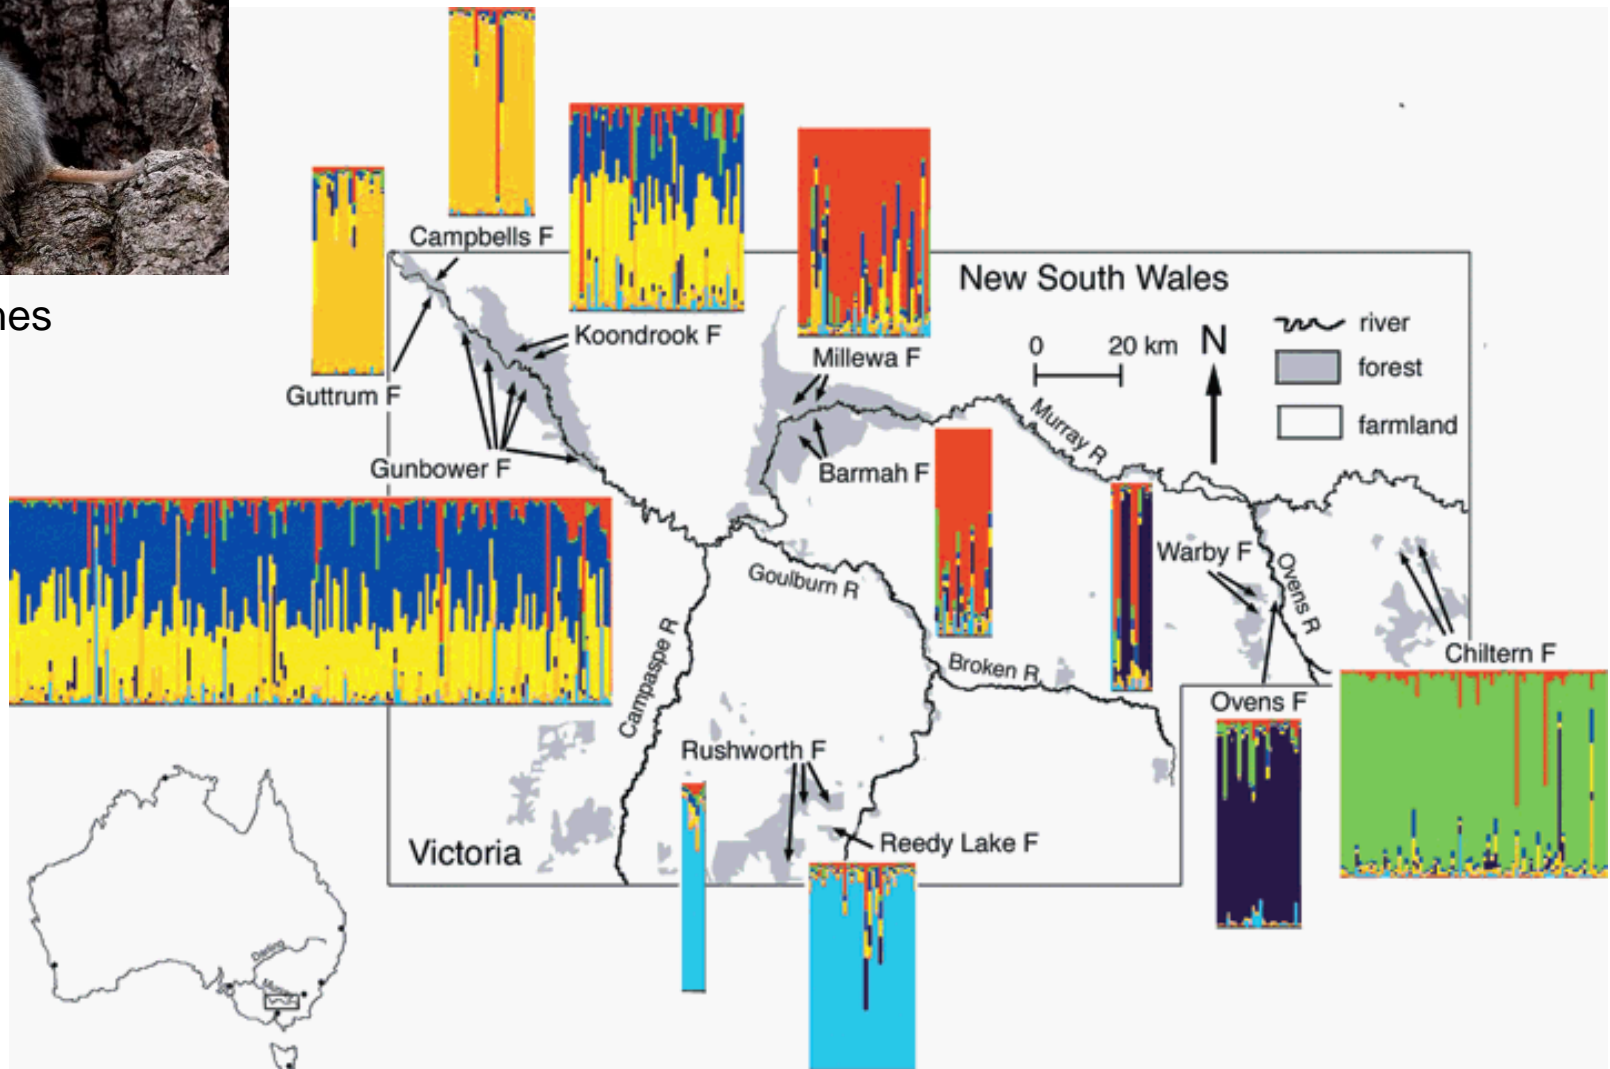 nes
Campbells F
New South Wales
Koondrook F
0 20 km
N
river
forest
farmland
Millewa F
Guttrum F
Murray R
Gunbower F
Barmah F
Warby F
Ovens R
Goulburn R
Chiltern F
Campaspe R
Broken R
Ovens F
Rushworth F
Reedy Lake F
Victoria
Darling